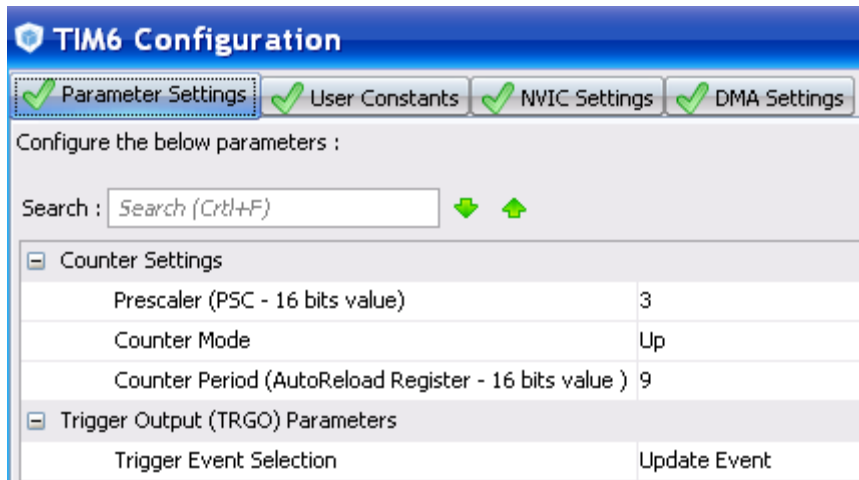 TIM6 Configuration
Parameter Settings User Constants NVIC Settings DMA Settings
Configure the below parameters :
Search : Search (Crtl+F)
Counter Settings
Prescaler (PSC - 16 bits value) 3
Counter Mode Up
Counter Period (AutoReload Register - 16 bits value ) 9
Trigger Output (TRGO) Parameters
Trigger Event Selection Update Event